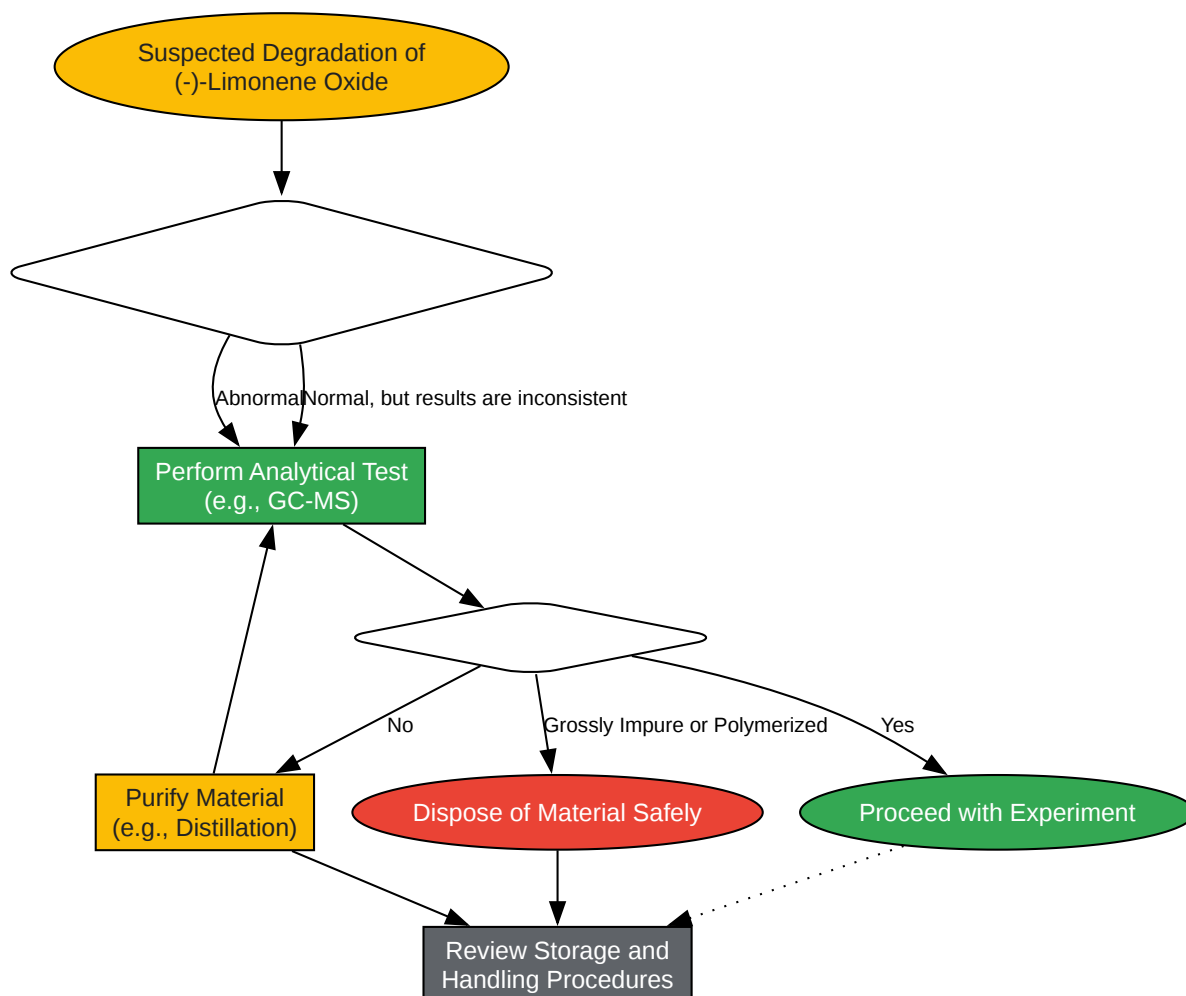 Suspected Degradation of
(-)-Limonene Oxide
Abnormal
Normal, but results are inconsistent
Perform Analytical Test
(e.g., GC-MS)
No
Grossly Impure or Polymerized
Yes
Purify Material
(e.g., Distillation)
Dispose of Material Safely
Proceed with Experiment
Review Storage and
Handling Procedures